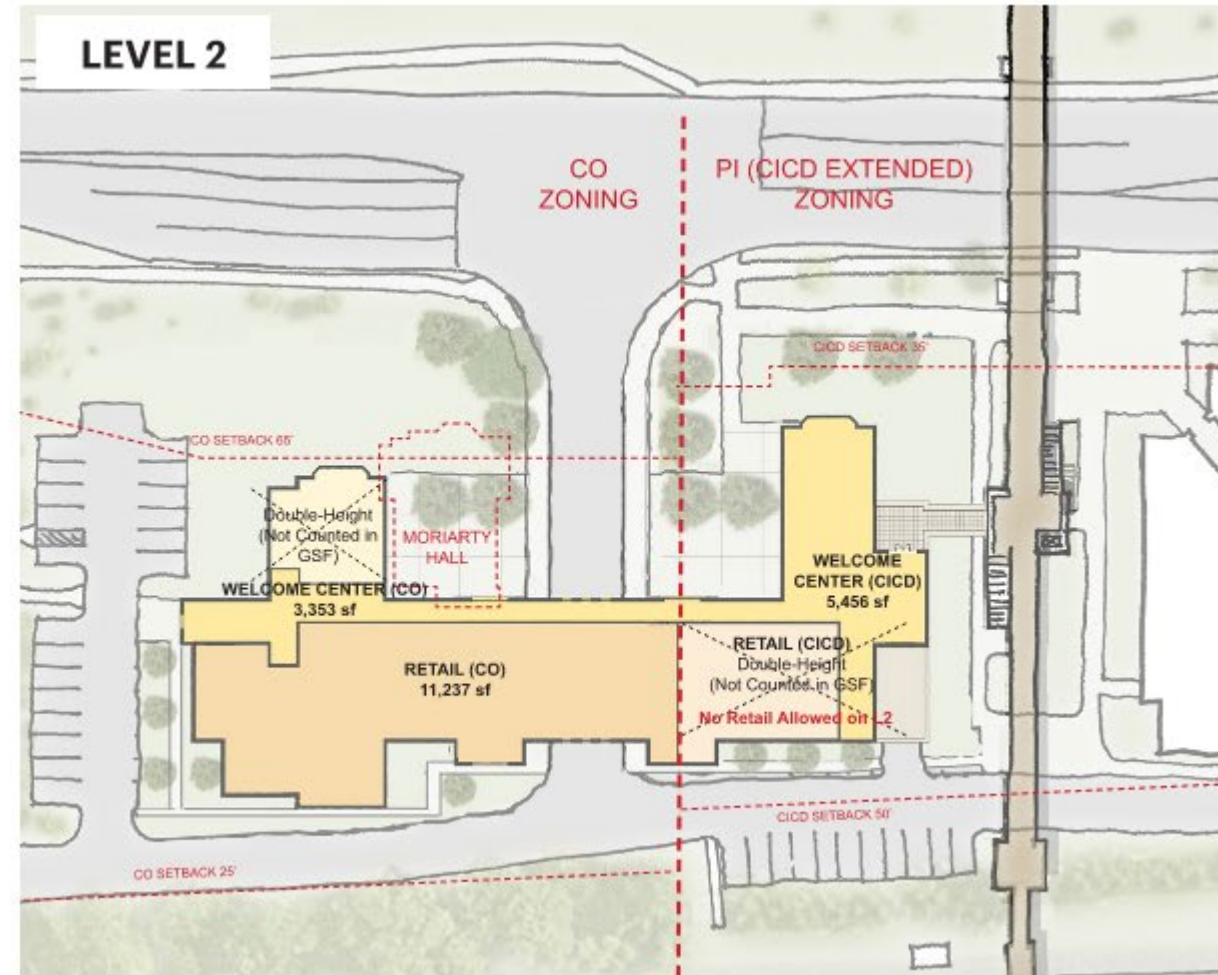 LEVEL 2
CO
ZONING
PI (CICD EXTENDED)
ZONING
CICD SETBACK 35'
CO SETBACK 65'
Double-Height
(Not Counted in
GSF)
MORIARTY
HALL
WELCOME CENTER (CO)
3,353 sf
WELCOME
CENTER (CICD)
5,456 sf
RETAIL (CO)
11,237 sf
RETAIL (CICD)
Double-Height
(Not Counted in GSF)
No Retail Allowed on L2
CICD SETBACK 50'
CO SETBACK 25'